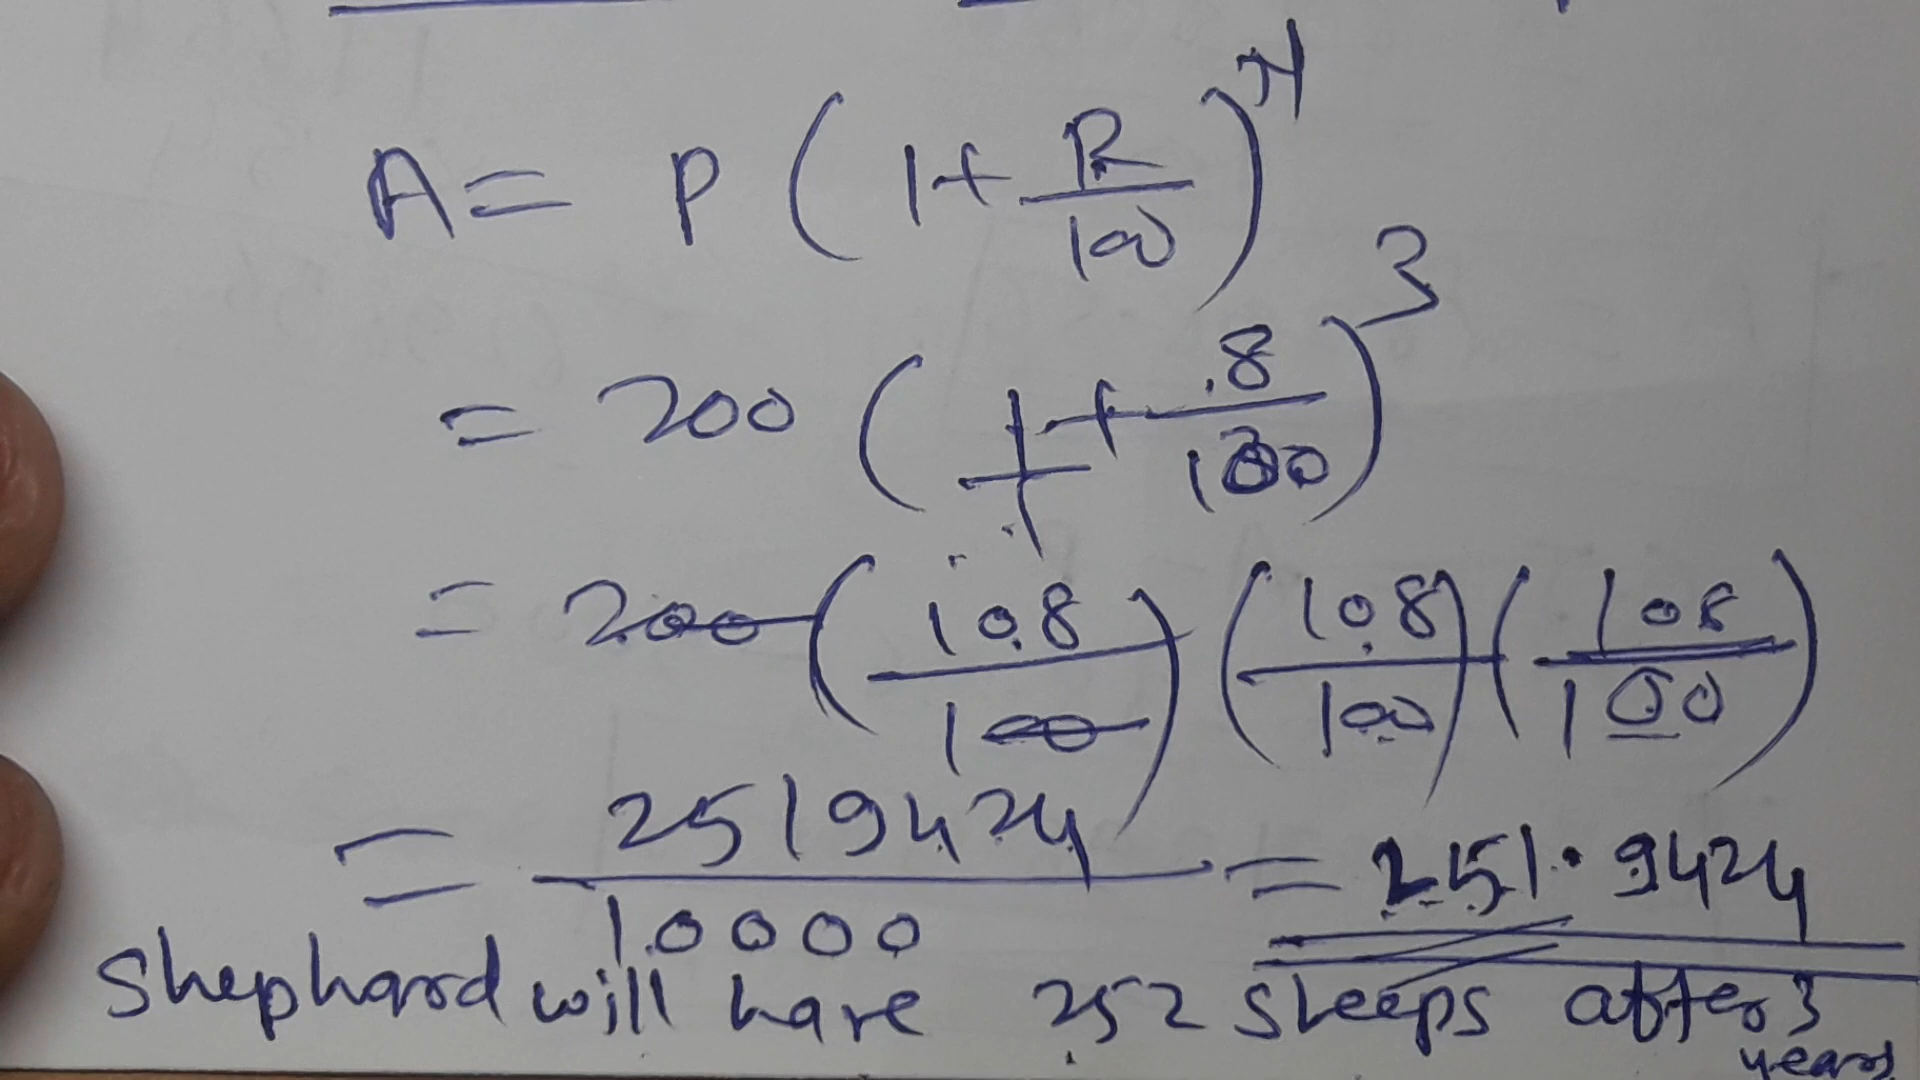 A = P ( 1 + R/100 )^n
= 200 ( 1/1 + .8/100 )^3
= 200 ( 108/100 ) ( 108/100 ) ( 108/100 )
= 2519424/10000 = 251.9424
Shephard will have 252 sheeps after 3
years